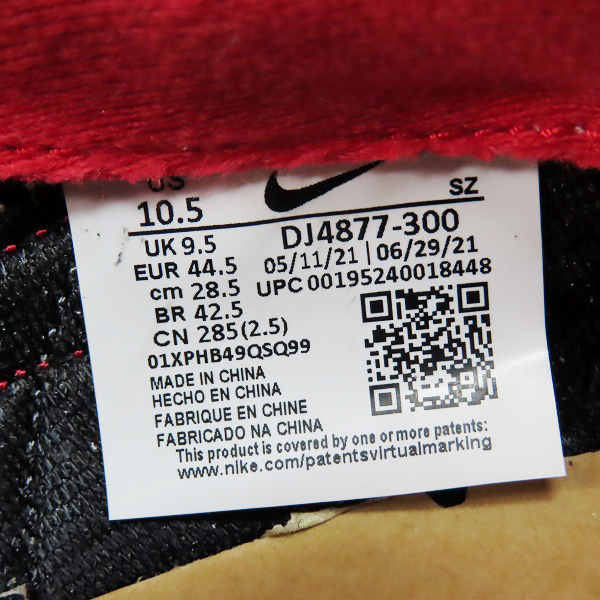 US
10.5
SZ
UK 9.5
DJ4877-300
EUR 44.5
05/11/21 | 06/29/21
cm 28.5
UPC 00195240018448
BR 42.5
CN 285(2.5)
01XPHB49QSQ99
MADE IN CHINA
HECHO EN CHINA
FABRIQUE EN CHINE
FABRICADO NA CHINA
This product is covered by one or more patents:
www.nike.com/patentsvirtualmarking